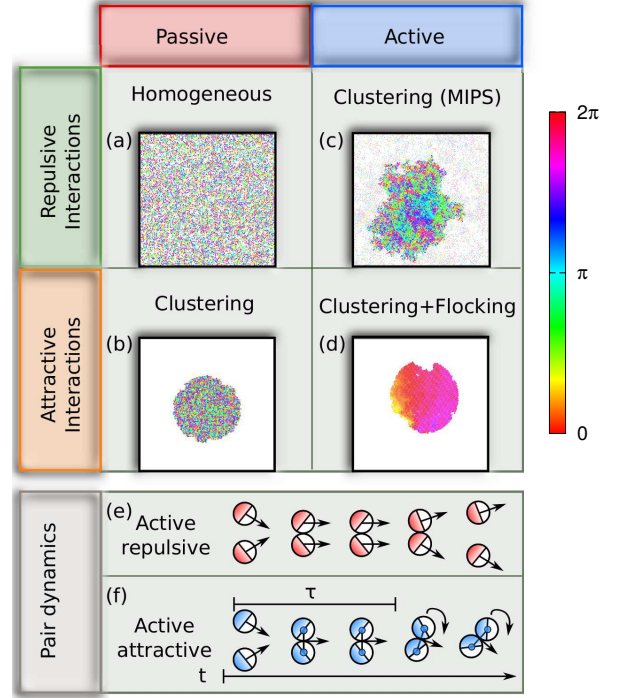 Passive
Active
Repulsive
Interactions
Homogeneous
Clustering (MIPS)
(a)
(c)
2π
π
0
Attractive
Interactions
Clustering
Clustering+Flocking
(b)
(d)
Pair dynamics
(e)
Active
repulsive
(f)
τ
Active
attractive
t